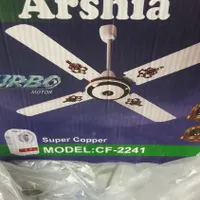 Arshia
URBO
MOTOR
Super Copper
MODEL:CF-2241